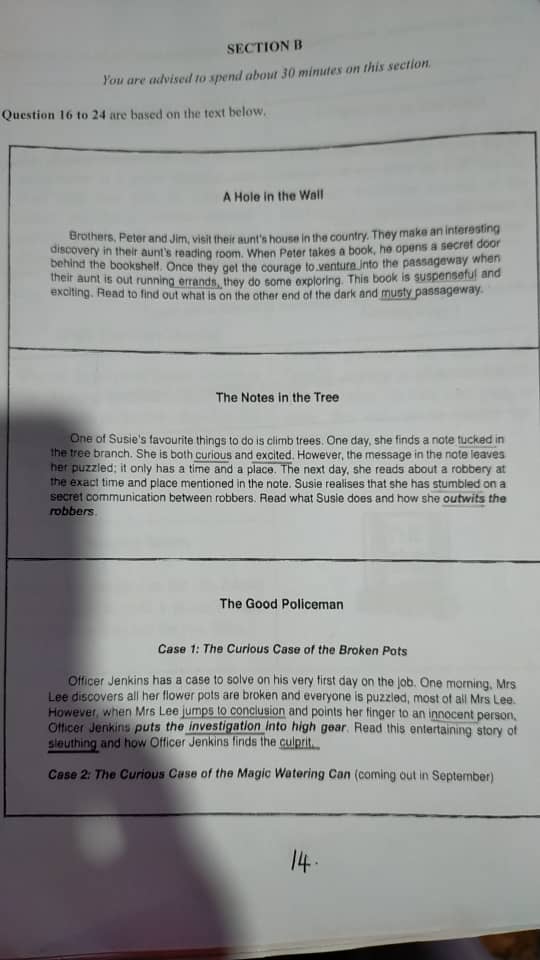 SECTION B
You are advised to spend about 30 minutes on this section.
Question 16 to 24 are based on the text below.
A Hole in the Wall
Brothers, Peter and Jim, visit their aunt's house in the country. They make an interesting
discovery in their aunt's reading room. When Peter takes a book, he opens a secret door
behind the bookshelf. Once they get the courage to venture into the passageway when
their aunt is out running errands, they do some exploring. This book is suspenseful and
exciting. Read to find out what is on the other end of the dark and musty passageway.
The Notes in the Tree
One of Susie's favourite things to do is climb trees. One day, she finds a note tucked in
the tree branch. She is both curious and excited. However, the message in the note leaves
her puzzled; it only has a time and a place. The next day, she reads about a robbery at
the exact time and place mentioned in the note. Susie realises that she has stumbled on a
secret communication between robbers. Read what Susie does and how she outwits the
robbers.
The Good Policeman
Case 1: The Curious Case of the Broken Pots
Officer Jenkins has a case to solve on his very first day on the job. One morning, Mrs
Lee discovers all her flower pots are broken and everyone is puzzled, most of all Mrs Lee.
However, when Mrs Lee jumps to conclusion and points her finger to an innocent person,
Officer Jenkins puts the investigation into high gear. Read this entertaining story of
sleuthing and how Officer Jenkins finds the culprit.
Case 2: The Curious Case of the Magic Watering Can (coming out in September)
14.